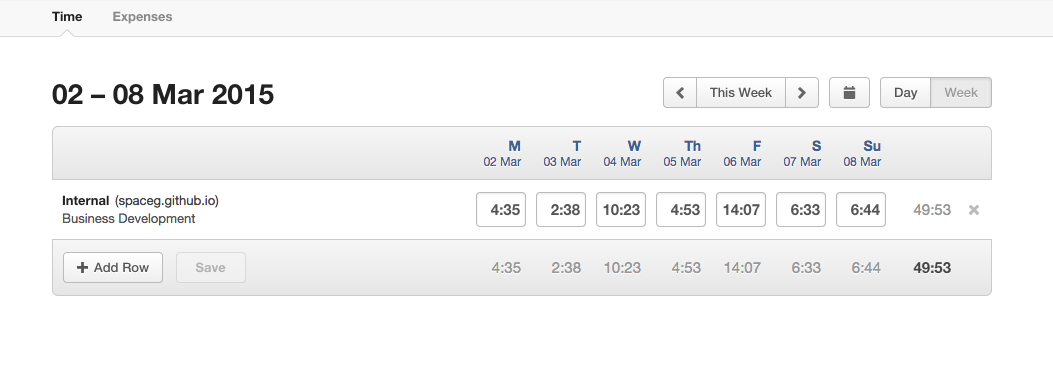 Time Expenses
02 – 08 Mar 2015 This Week Day Week
M T W Th F S Su
02 Mar 03 Mar 04 Mar 05 Mar 06 Mar 07 Mar 08 Mar
Internal (spaceg.github.io)
Business Development
4:35 2:38 10:23 4:53 14:07 6:33 6:44 49:53
Add Row Save 4:35 2:38 10:23 4:53 14:07 6:33 6:44 49:53